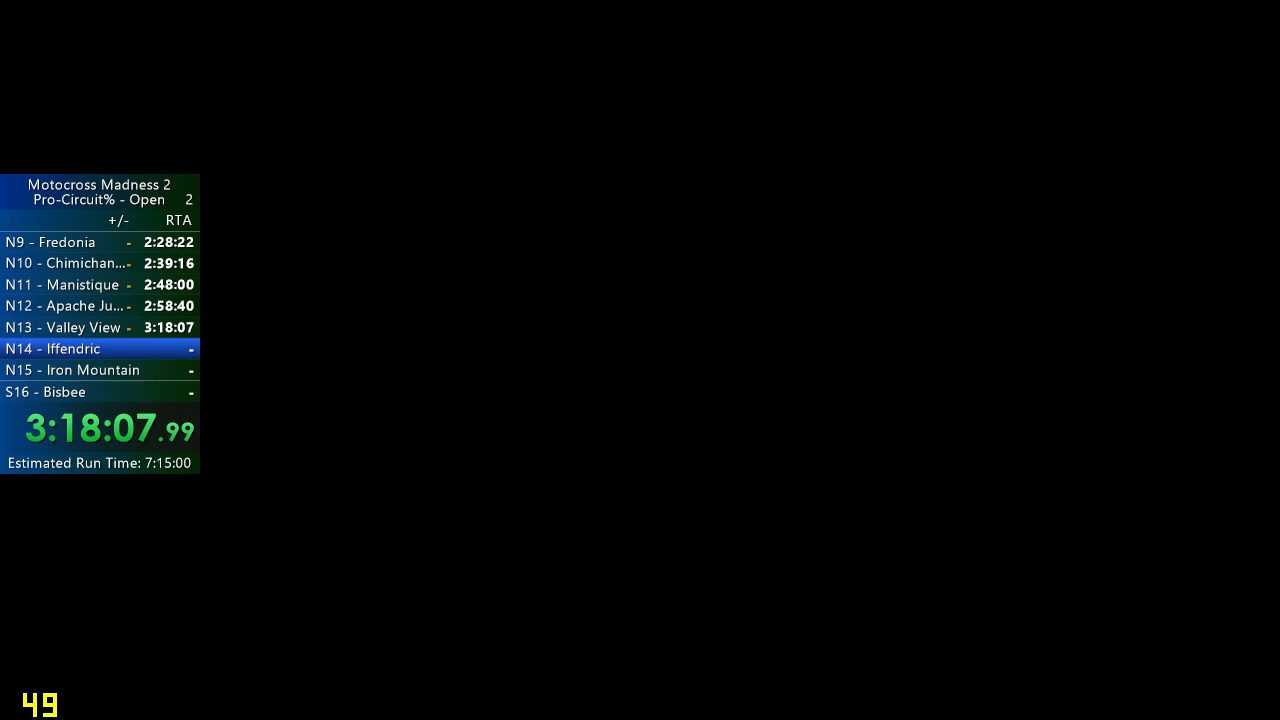 Motocross Madness 2
Pro-Circuit% - Open 2
+/- RTA
N9 - Fredonia - 2:28:22
N10 - Chimichan... - 2:39:16
N11 - Manistique - 2:48:00
N12 - Apache Ju... - 2:58:40
N13 - Valley View - 3:18:07
N14 - Iffendric -
N15 - Iron Mountain -
S16 - Bisbee -
3:18:07.99
Estimated Run Time: 7:15:00
49